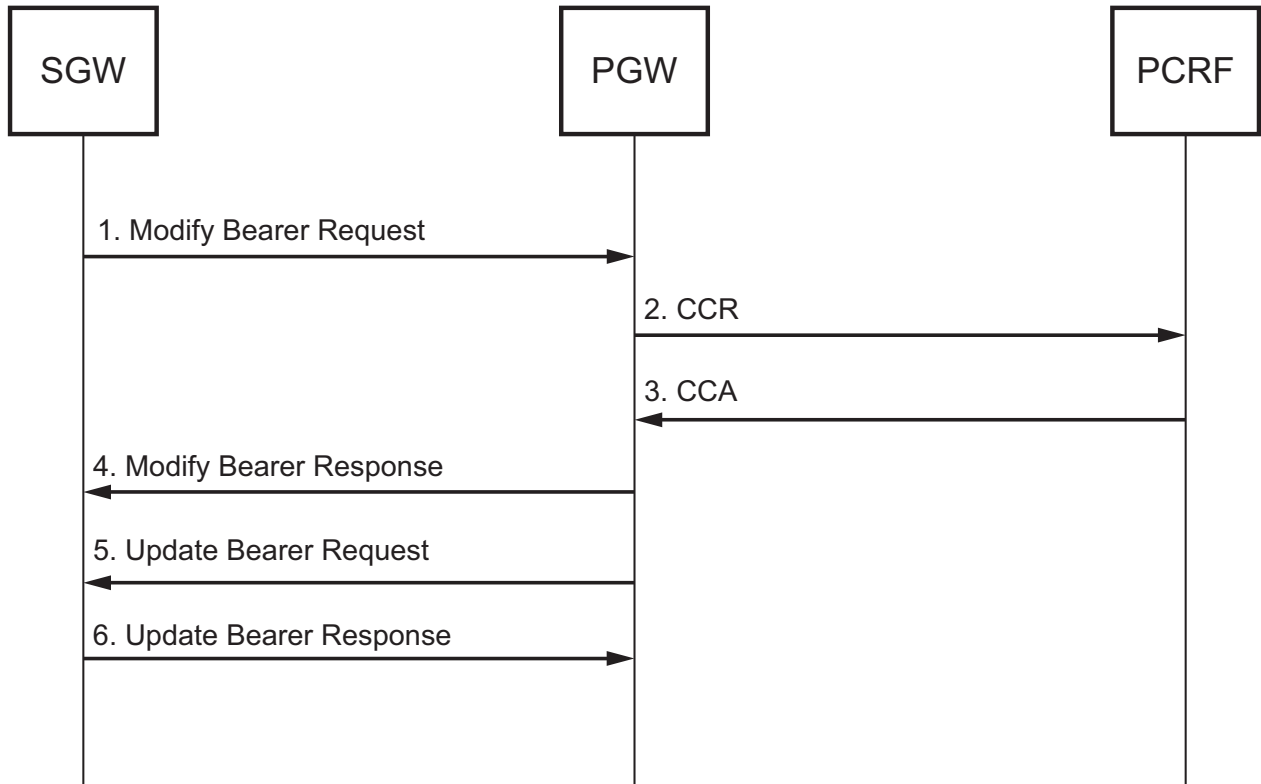 SGW
PGW
PCRF
1. Modify Bearer Request
2. CCR
3. CCA
4. Modify Bearer Response
5. Update Bearer Request
6. Update Bearer Response